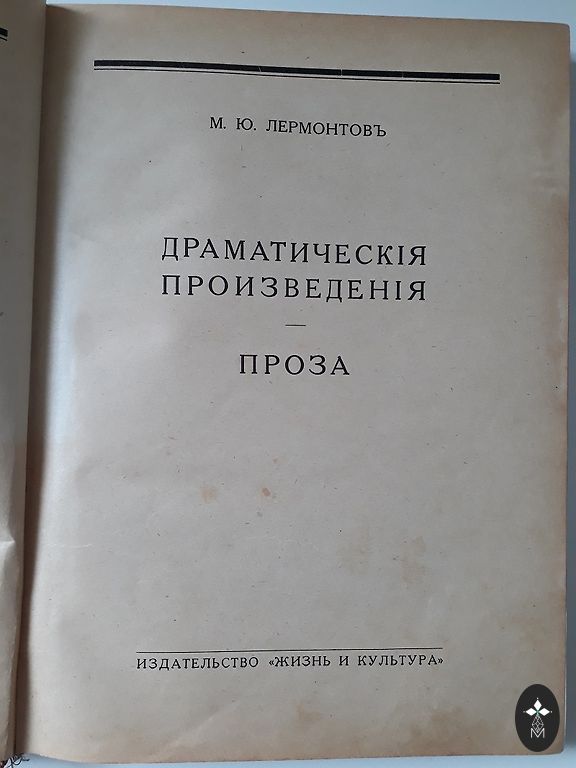 М. Ю. ЛЕРМОНТОВЪ
ДРАМАТИЧЕСКІЯ
ПРОИЗВЕДЕНІЯ
—
ПРОЗА
ИЗДАТЕЛЬСТВО «ЖИЗНЬ И КУЛЬТУРА»
М